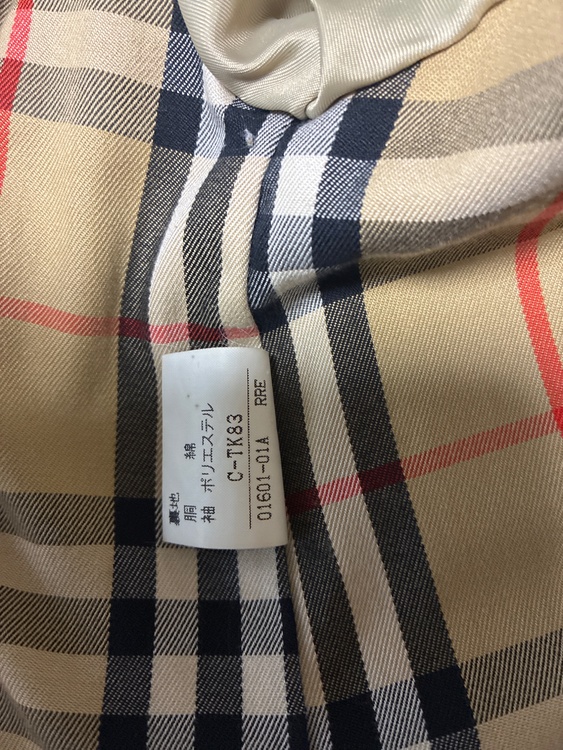 裏地
胴 綿
袖 ポリエステル
C-TK83
01601-01A RRE